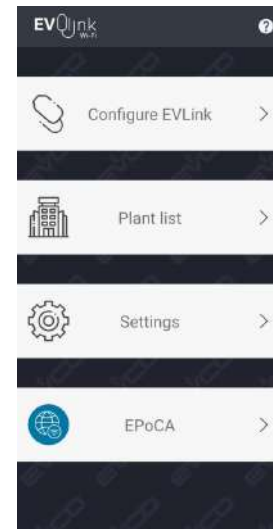 EVlink
Wi-Fi
?
Configure EVLink
Plant list
Settings
EPoCA